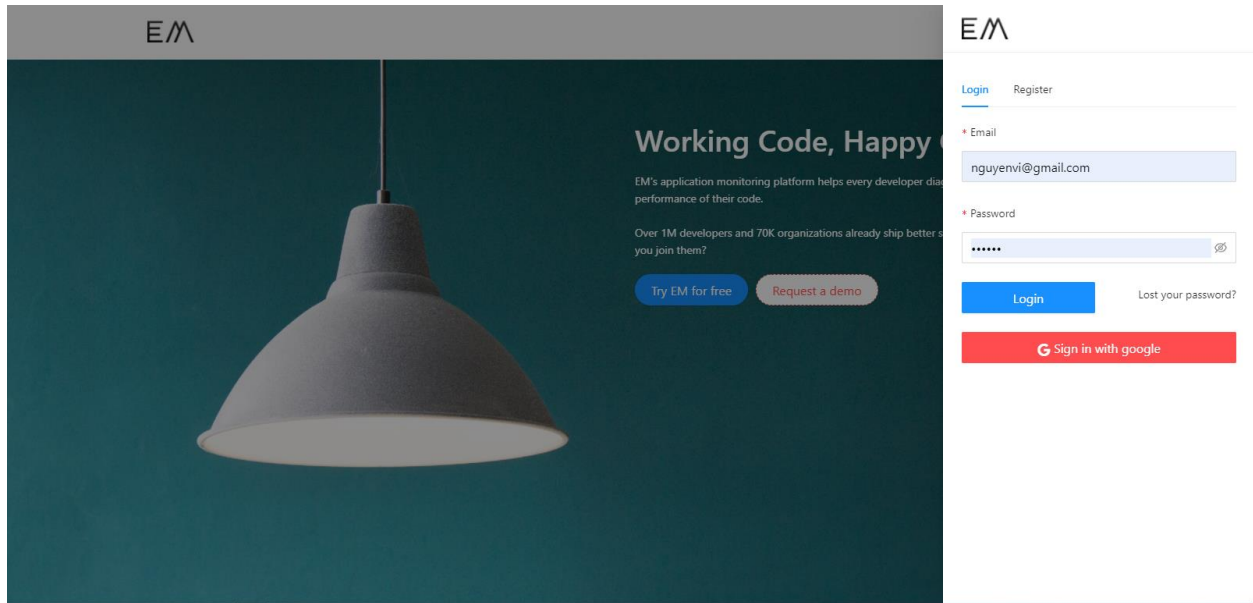 EM
Working Code, Happy
EM's application monitoring platform helps every developer
performance of their code.
Over 1M developers and 70K organizations already ship better
you join them?
Try EM for free
Request a demo
EM
Login Register
* Email
nguyenvi@gmail.com
* Password
••••••
Login Lost your password?
G Sign in with google